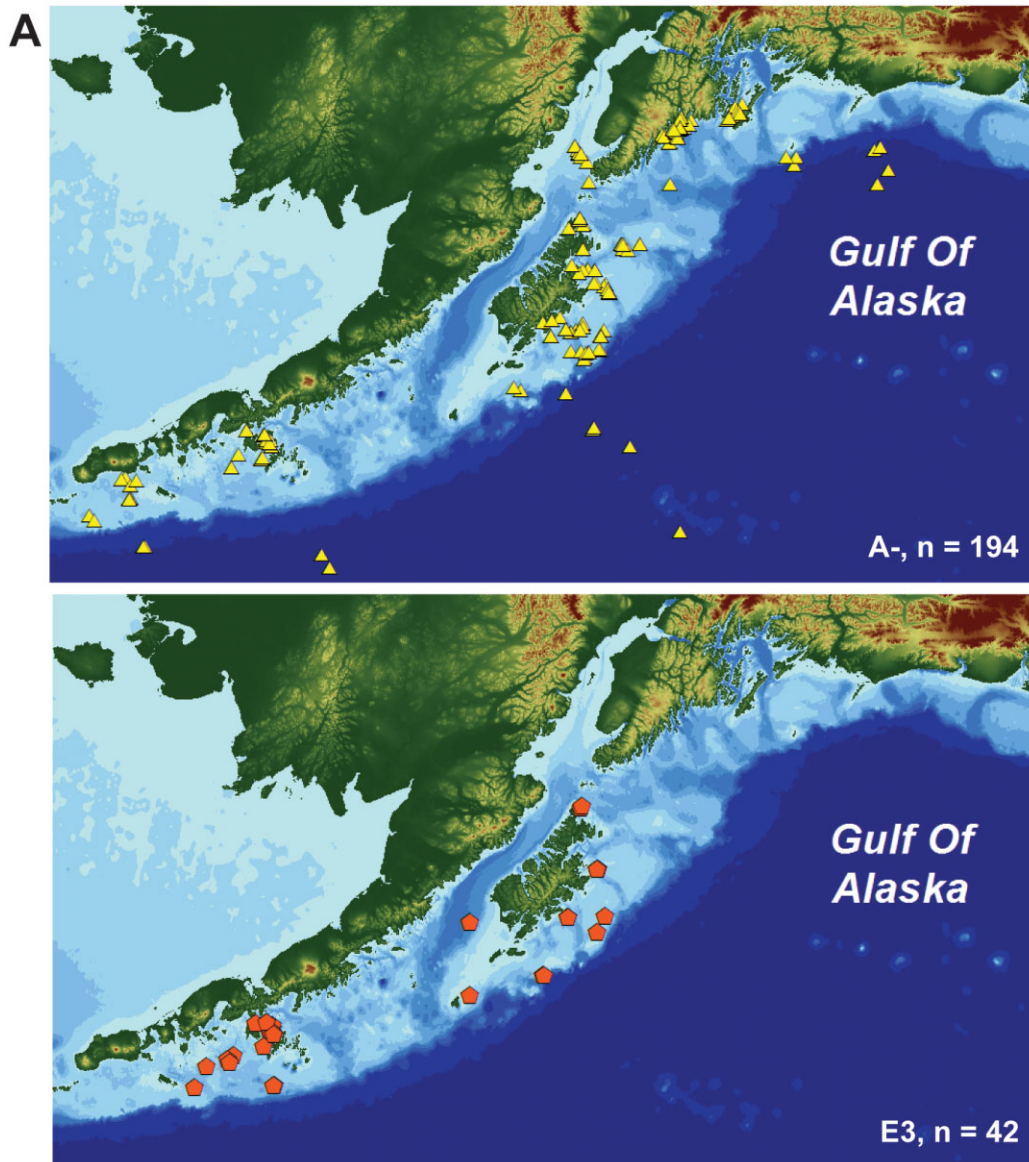 A
Gulf Of
Alaska
A-, n = 194
Gulf Of
Alaska
E3, n = 42